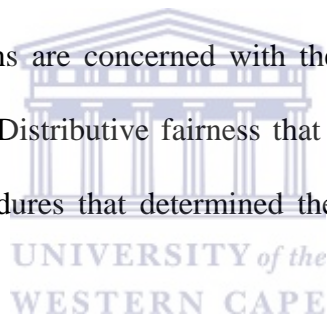 ns are concerned with the
Distributive fairness that
dures that determined the
UNIVERSITY of the
WESTERN CAPE